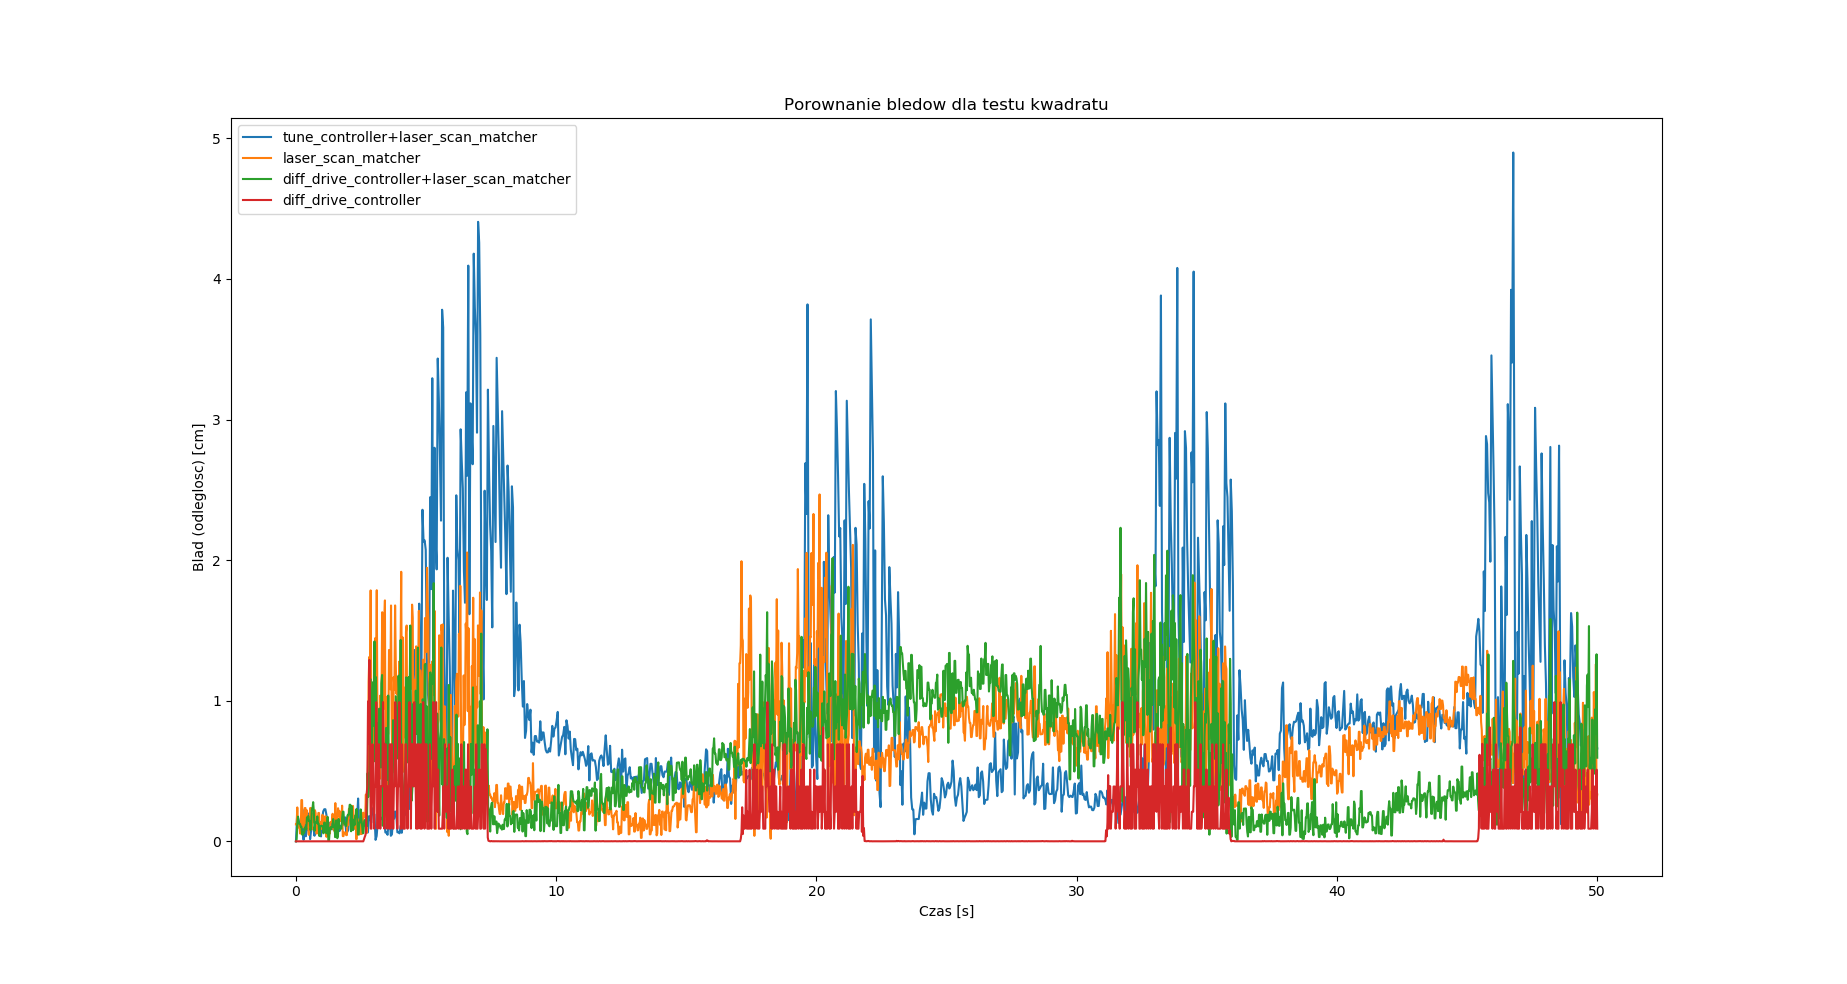 Porownanie bledow dla testu kwadratu
tune_controller+laser_scan_matcher
laser_scan_matcher
diff_drive_controller+laser_scan_matcher
diff_drive_controller
5
4
3
2
1
0
Blad (odleglosc) [cm]
0 10 20 30 40 50
Czas [s]